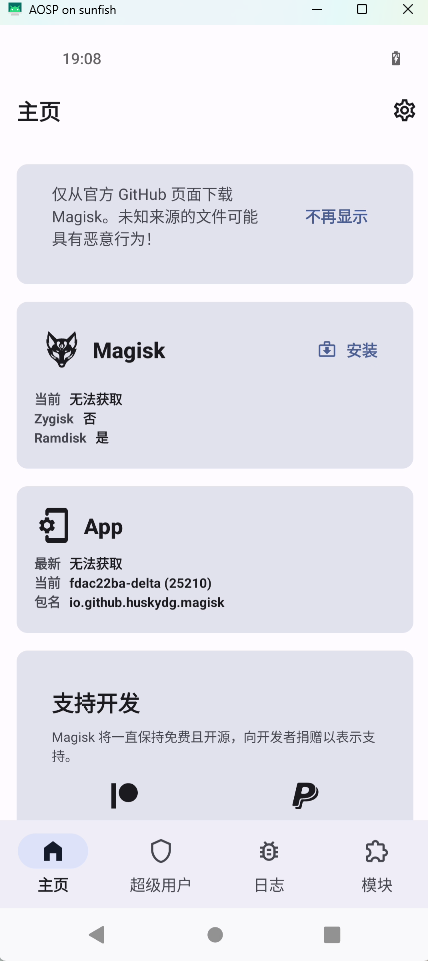 AOSP on sunfish
19:08
主页
仅从官方 GitHub 页面下载
Magisk。未知来源的文件可能
具有恶意行为！
不再显示
Magisk
安装
当前 无法获取
Zygisk 否
Ramdisk 是
App
最新 无法获取
当前 fdac22ba-delta (25210)
包名 io.github.huskydg.magisk
支持开发
Magisk 将一直保持免费且开源，向开发者捐赠以表示支
持。
主页
超级用户
日志
模块